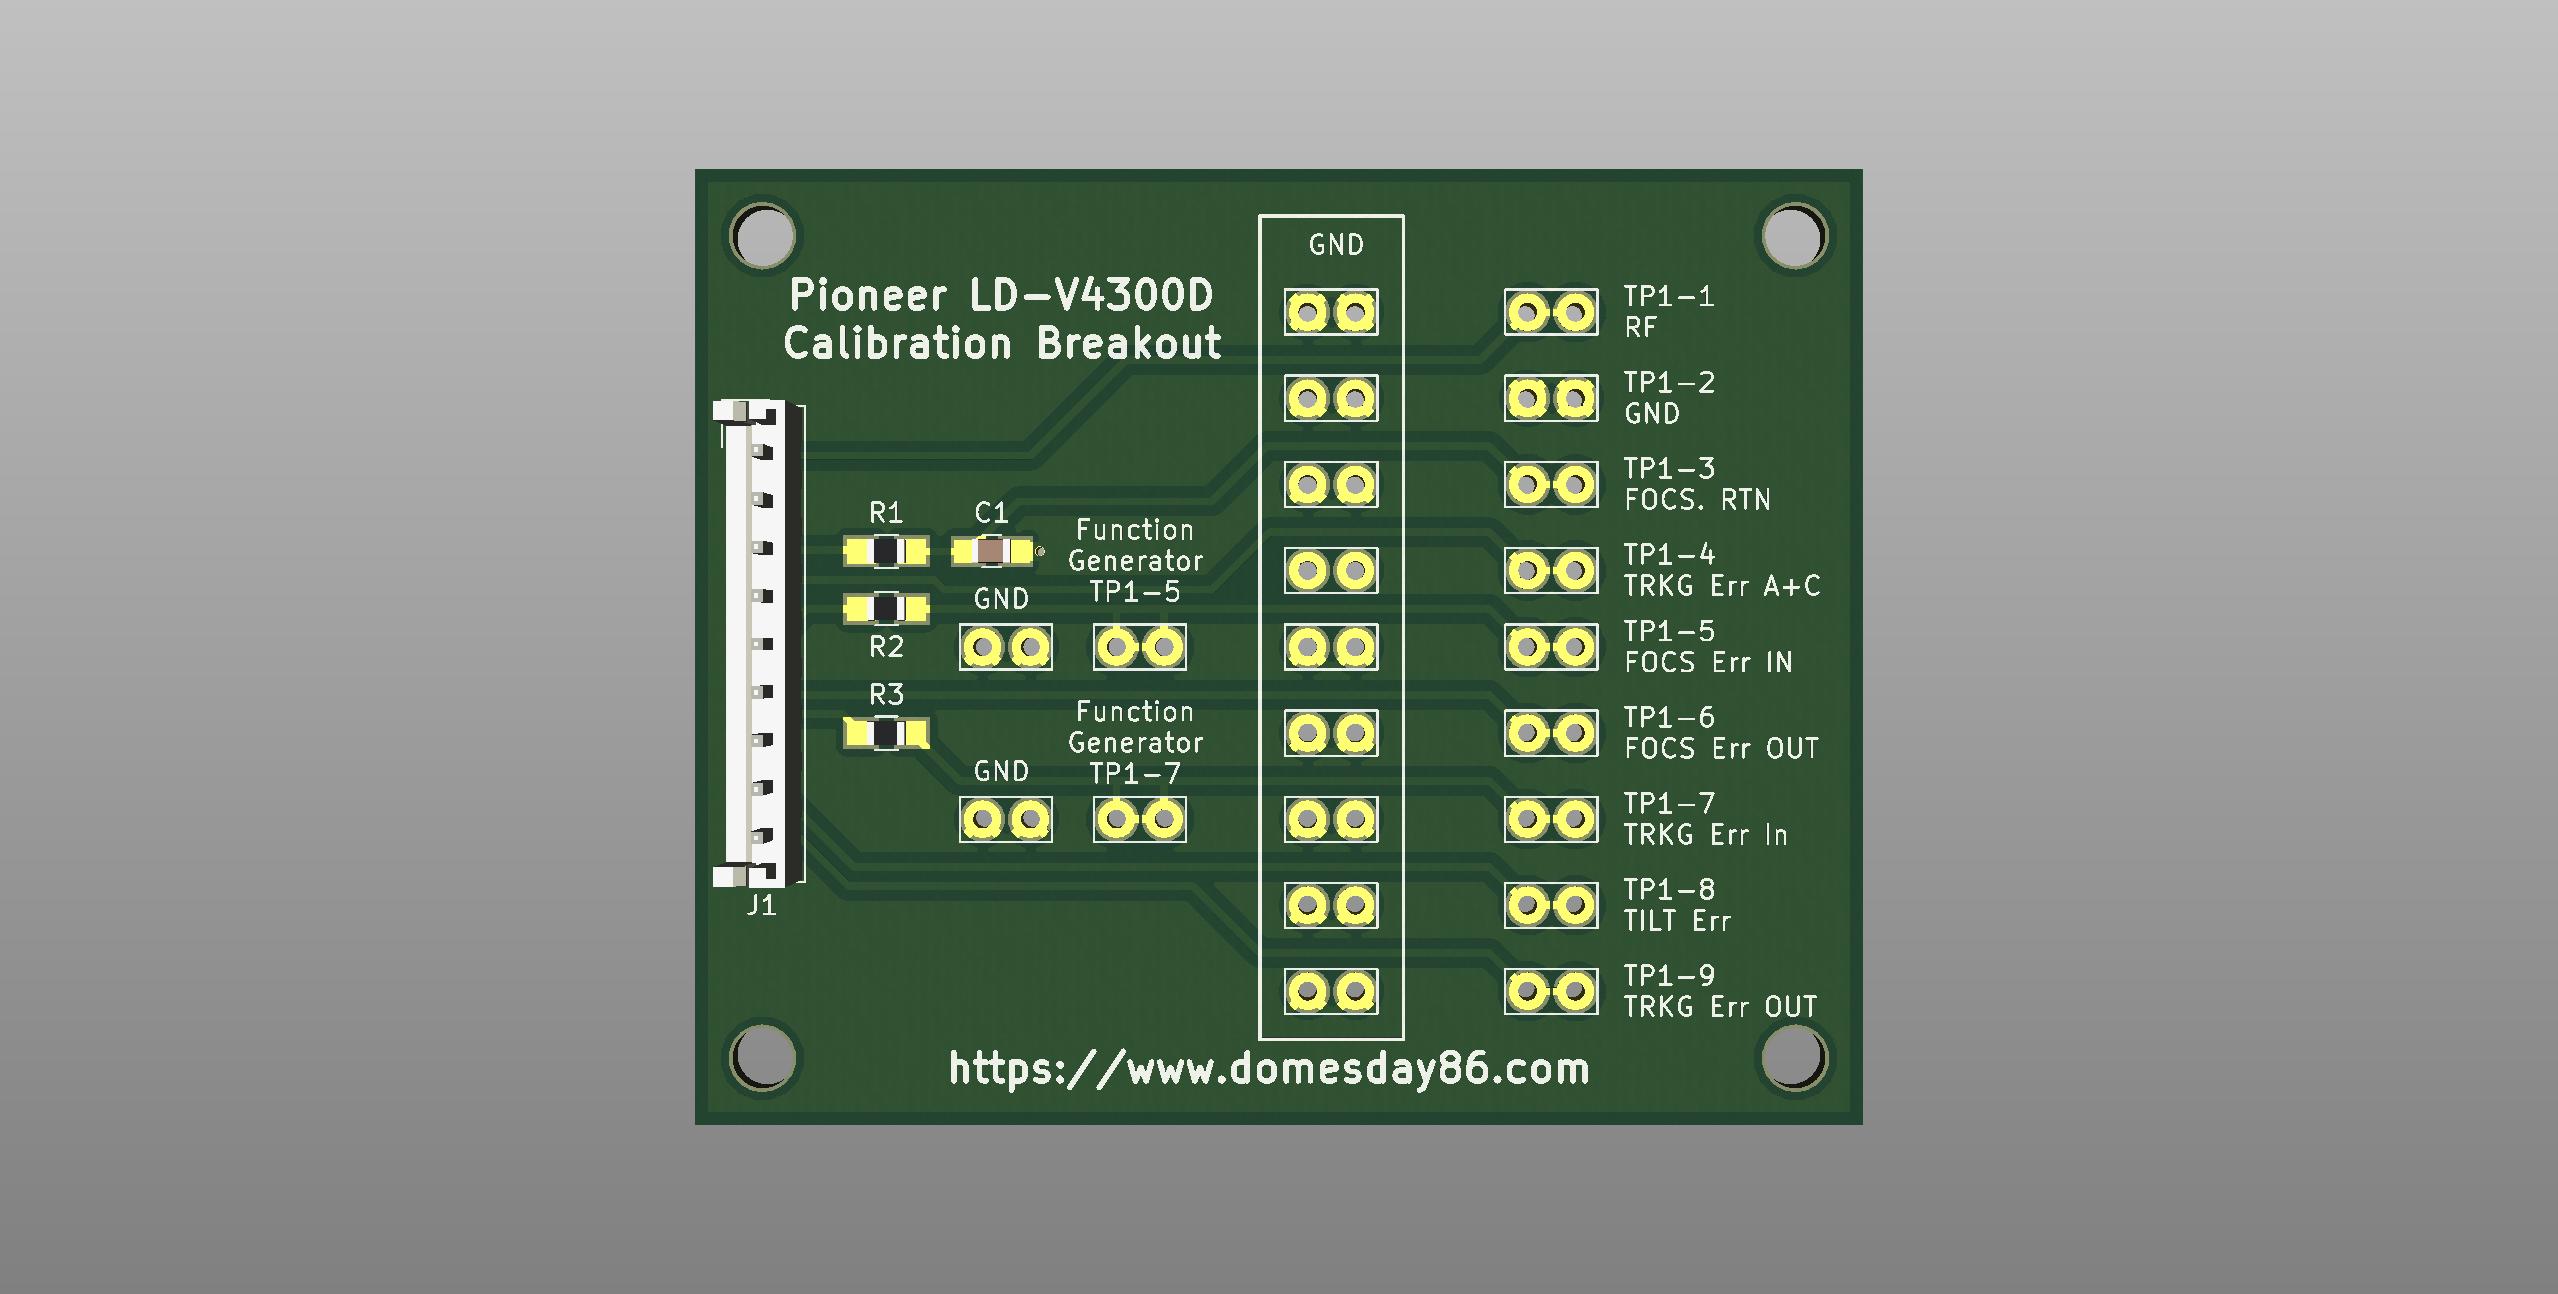 Pioneer LD-V4300D
Calibration Breakout
J1
R1
C1
R2
R3
GND
Function
Generator
TP1-5
GND
Function
Generator
TP1-7
GND
TP1-1
RF
TP1-2
GND
TP1-3
FOCS. RTN
TP1-4
TRKG Err A+C
TP1-5
FOCS Err IN
TP1-6
FOCS Err OUT
TP1-7
TRKG Err In
TP1-8
TILT Err
TP1-9
TRKG Err OUT
https://www.domesday86.com